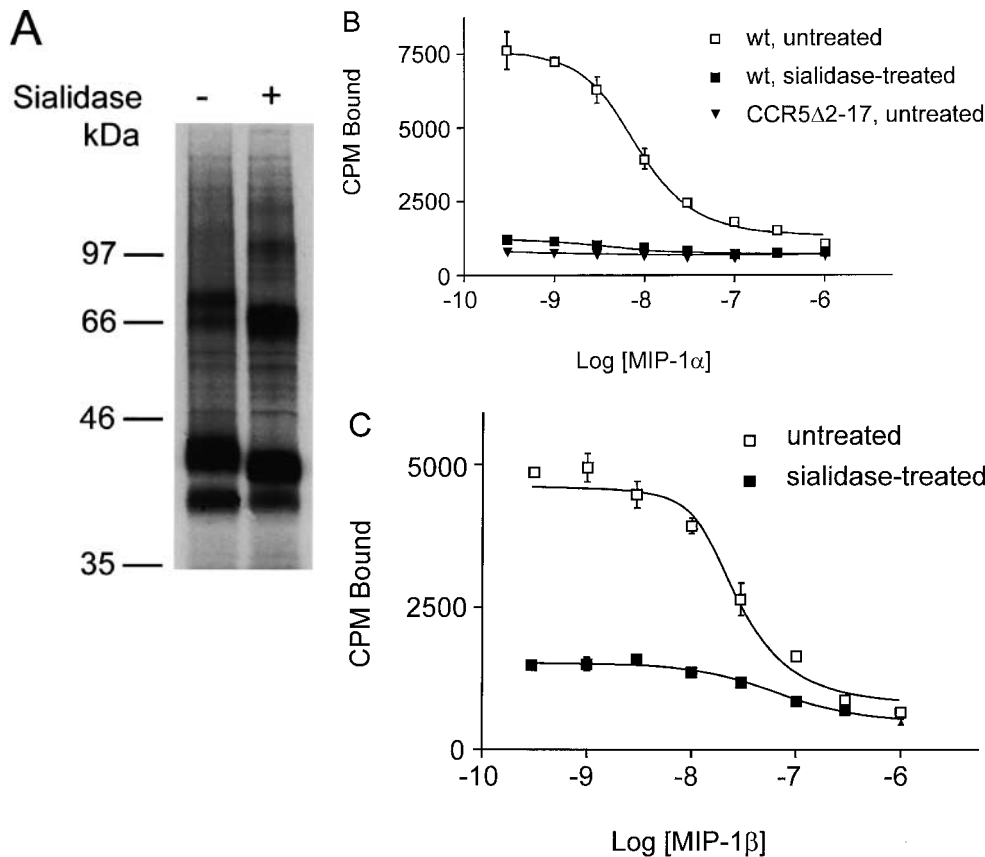 A
Sialidase - +
kDa
97
66
46
35
B
wt, untreated
wt, sialidase-treated
CCR5Δ2-17, untreated
CPM Bound
7500
5000
2500
0
-10 -9 -8 -7 -6
Log [MIP-1α]
C
untreated
sialidase-treated
CPM Bound
5000
2500
0
-10 -9 -8 -7 -6
Log [MIP-1β]